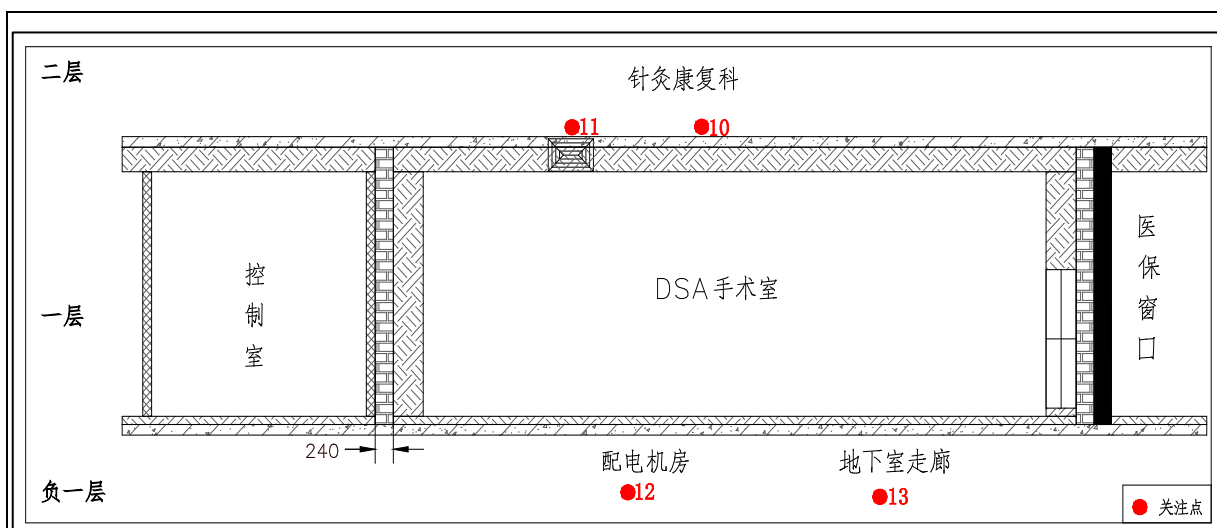 二层
针灸康复科
11
10
控制室
DSA手术室
医保窗口
一层
240
配电机房
地下室走廊
12
13
负一层
关注点